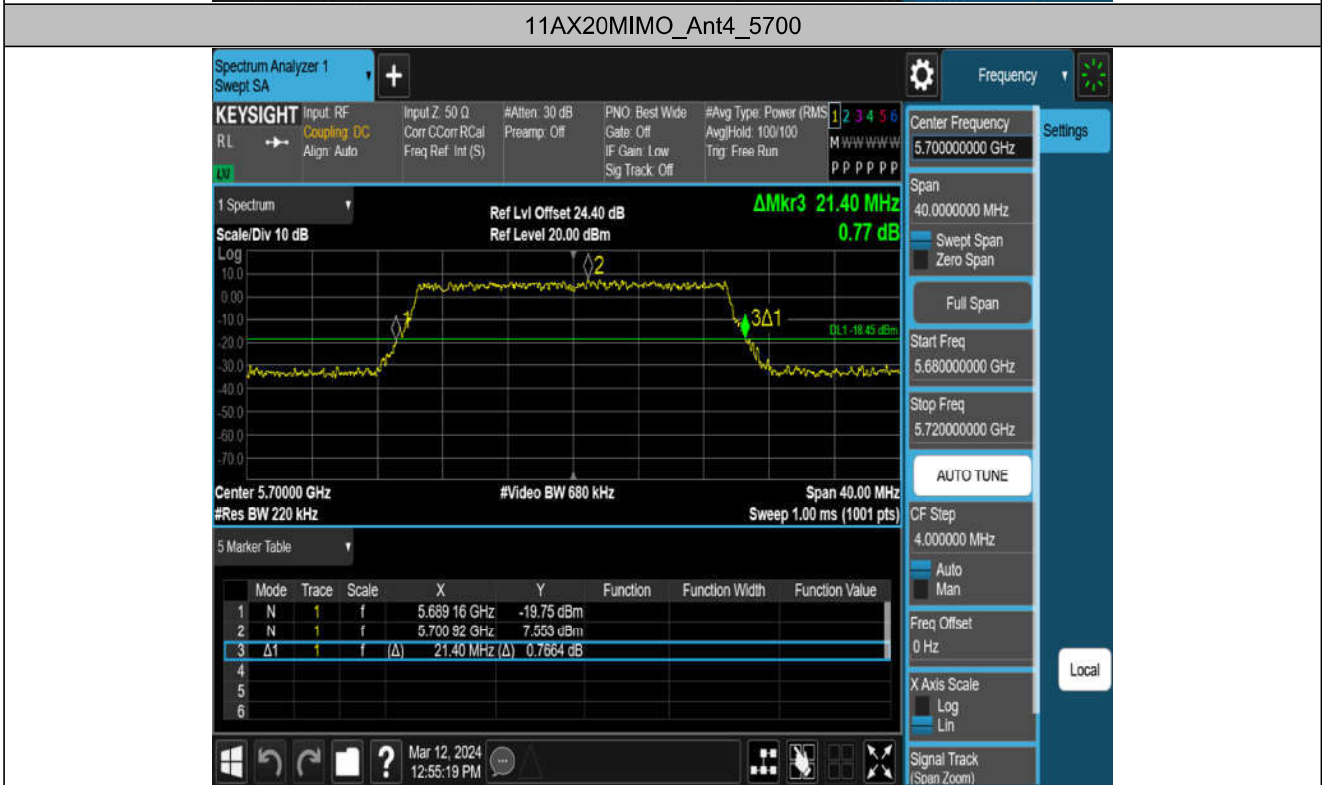 11AX20MIMO_Ant4_5700
Spectrum Analyzer 1
Swept SA
+
Frequency
KEYSIGHT
RL
LXI
Input: RF
Coupling: DC
Align: Auto
Input Z: 50 Ω
Corr CCorr RCal
Freq Ref: Int (S)
#Atten: 30 dB
Preamp: Off
PNO: Best Wide
Gate: Off
IF Gain: Low
Sig Track: Off
#Avg Type: Power (RMS
Avg|Hold: 100/100
Trig: Free Run
1 2 3 4 5 6
M W W W W W
P P P P P P
1 Spectrum
Scale/Div 10 dB
Ref Lvl Offset 24.40 dB
Ref Level 20.00 dBm
ΔMkr3 21.40 MHz
0.77 dB
Log
10.0
0.00
-10.0
-20.0
-30.0
-40.0
-50.0
-60.0
-70.0
1
2
3Δ1
DL1 -18.45 dBm
Center 5.70000 GHz
#Res BW 220 kHz
#Video BW 680 kHz
Span 40.00 MHz
Sweep 1.00 ms (1001 pts)
5 Marker Table
Mode Trace Scale X Y Function Function Width Function Value
1 N 1 f 5.689 16 GHz -19.75 dBm
2 N 1 f 5.700 92 GHz 7.553 dBm
3 Δ1 1 f (Δ) 21.40 MHz (Δ) 0.7664 dB
4
5
6
?
Mar 12, 2024
12:55:19 PM
Center Frequency
5.700000000 GHz
Settings
Span
40.0000000 MHz
Swept Span
Zero Span
Full Span
Start Freq
5.680000000 GHz
Stop Freq
5.720000000 GHz
AUTO TUNE
CF Step
4.000000 MHz
Auto
Man
Freq Offset
0 Hz
Local
X Axis Scale
Log
Lin
Signal Track
(Span Zoom)